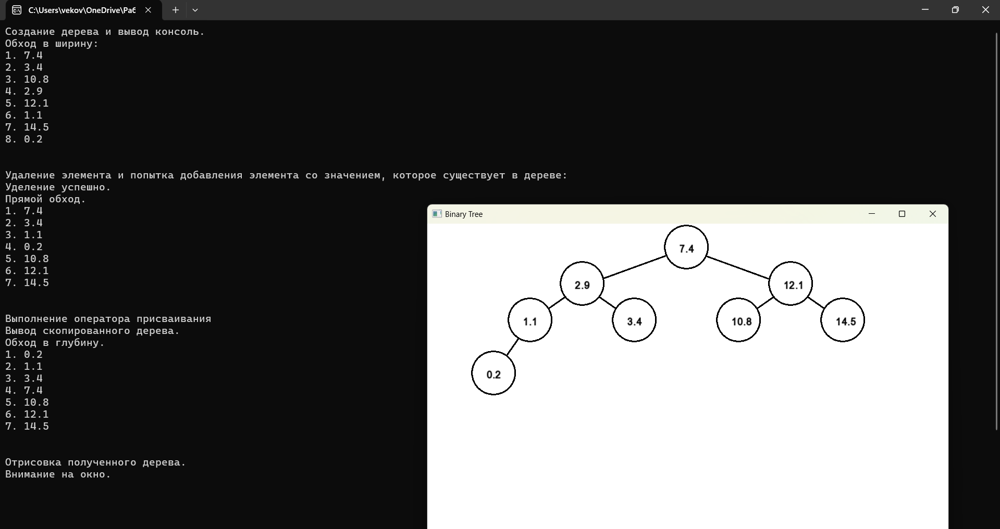 C:\Users\vekov\OneDrive\Раб
Создание дерева и вывод консоль.
Обход в ширину:
1. 7.4
2. 3.4
3. 10.8
4. 2.9
5. 12.1
6. 1.1
7. 14.5
8. 0.2
Удаление элемента и попытка добавления элемента со значением, которое существует в дереве:
Уделение успешно.
Прямой обход.
1. 7.4
2. 3.4
3. 1.1
4. 0.2
5. 10.8
6. 12.1
7. 14.5
Выполнение оператора присваивания
Вывод скопированного дерева.
Обход в глубину.
1. 0.2
2. 1.1
3. 3.4
4. 7.4
5. 10.8
6. 12.1
7. 14.5
Отрисовка полученного дерева.
Внимание на окно.
Binary Tree
7.4
2.9 12.1
1.1 3.4 10.8 14.5
0.2